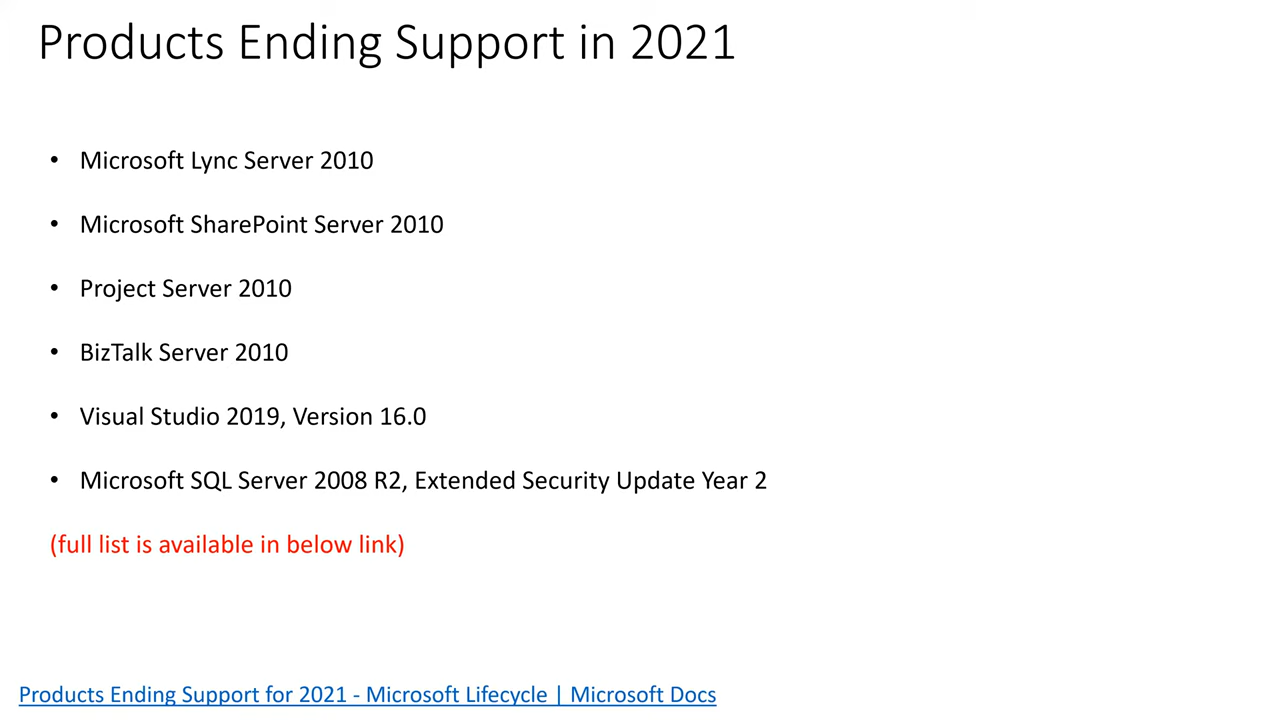 Products Ending Support in 2021
• Microsoft Lync Server 2010
• Microsoft SharePoint Server 2010
• Project Server 2010
• BizTalk Server 2010
• Visual Studio 2019, Version 16.0
• Microsoft SQL Server 2008 R2, Extended Security Update Year 2
(full list is available in below link)
Products Ending Support for 2021 - Microsoft Lifecycle | Microsoft Docs